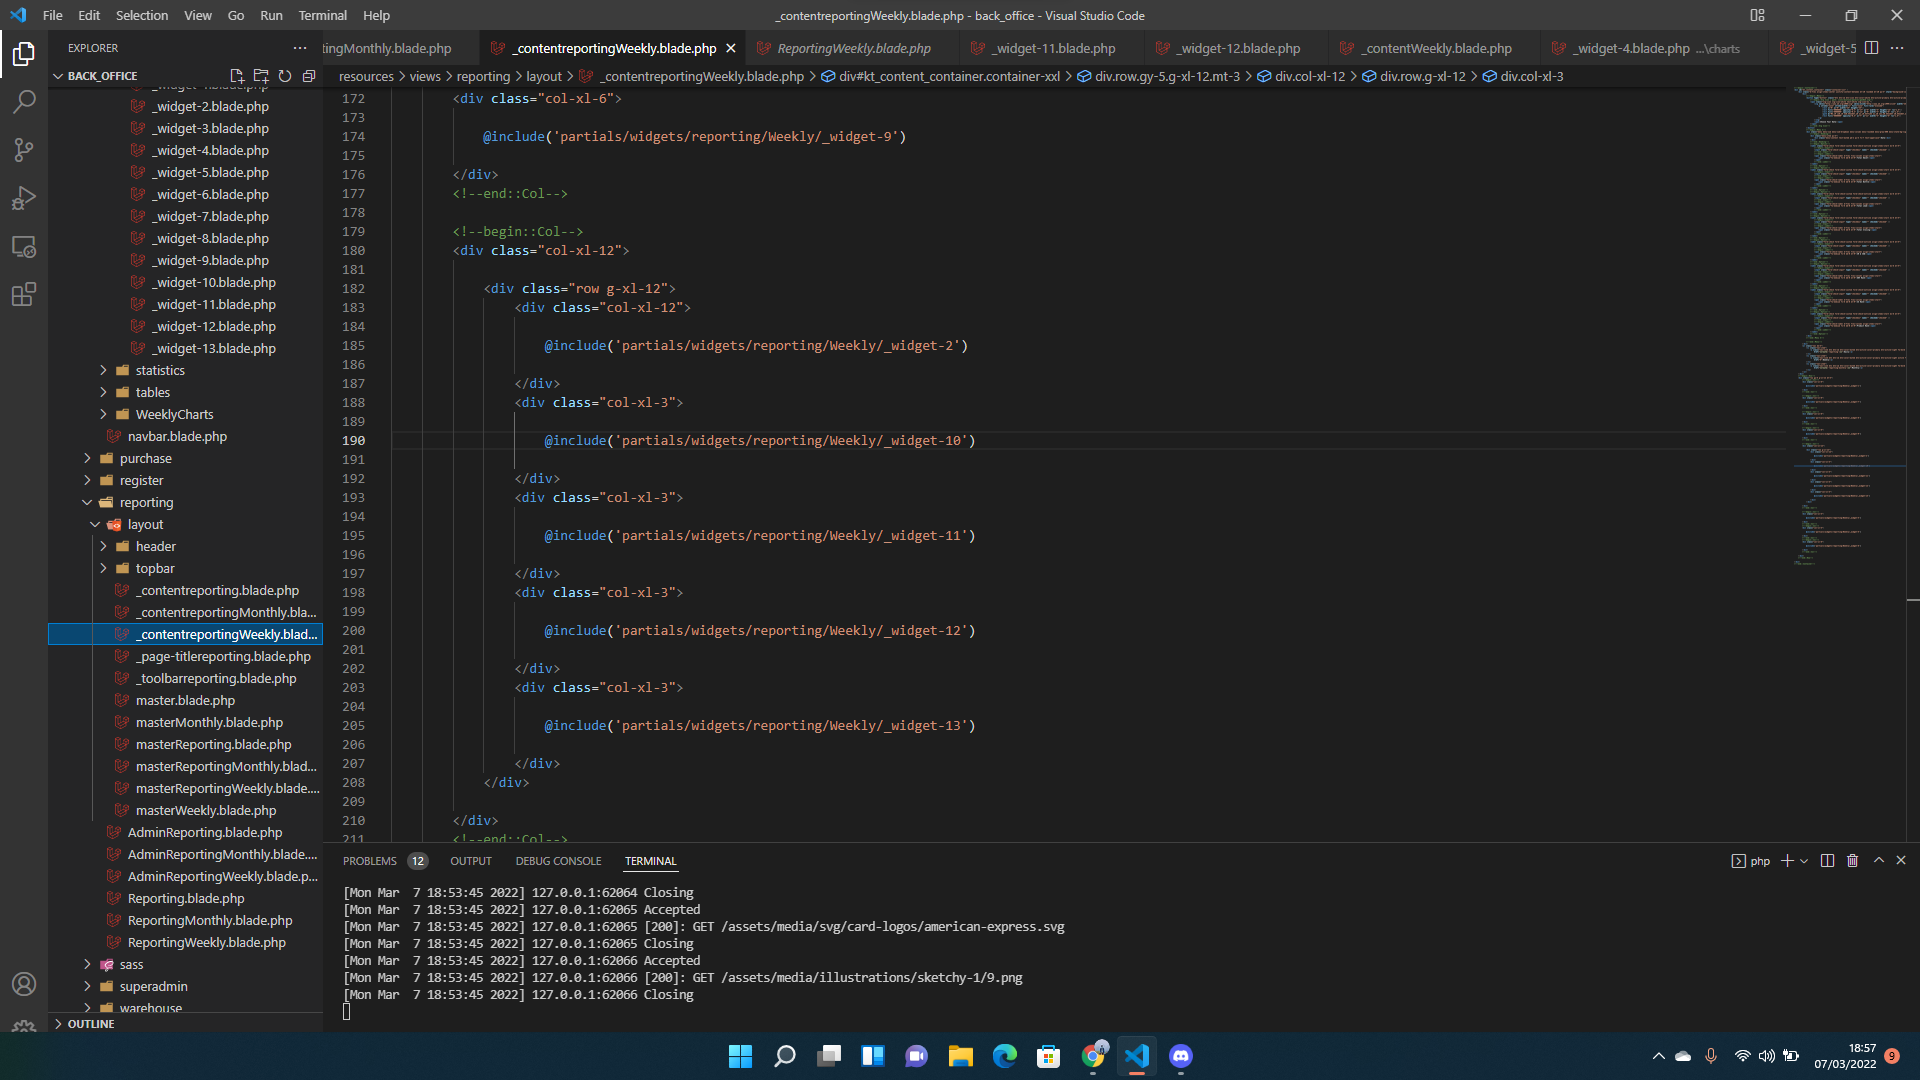 File Edit Selection View Go Run Terminal Help
_contentreportingWeekly.blade.php - back_office - Visual Studio Code
EXPLORER
BACK_OFFICE
_widget-2.blade.php
_widget-3.blade.php
_widget-4.blade.php
_widget-5.blade.php
_widget-6.blade.php
_widget-7.blade.php
_widget-8.blade.php
_widget-9.blade.php
_widget-10.blade.php
_widget-11.blade.php
_widget-12.blade.php
_widget-13.blade.php
statistics
tables
WeeklyCharts
navbar.blade.php
purchase
register
reporting
layout
header
topbar
_contentreporting.blade.php
_contentreportingMonthly.bla...
_contentreportingWeekly.blad...
_page-titlereporting.blade.php
_toolbarreporting.blade.php
master.blade.php
masterMonthly.blade.php
masterReporting.blade.php
masterReportingMonthly.blad...
masterReportingWeekly.blade....
masterWeekly.blade.php
AdminReporting.blade.php
AdminReportingMonthly.blade....
AdminReportingWeekly.blade.p...
Reporting.blade.php
ReportingMonthly.blade.php
ReportingWeekly.blade.php
sass
superadmin
warehouse
OUTLINE
tingMonthly.blade.php _contentreportingWeekly.blade.php ReportingWeekly.blade.php _widget-11.blade.php _widget-12.blade.php _contentWeekly.blade.php _widget-4.blade.php ...\charts _widget-5
resources > views > reporting > layout > _contentreportingWeekly.blade.php > div#kt_content_container.container-xxl > div.row.gy-5.g-xl-12.mt-3 > div.col-xl-12 > div.row.g-xl-12 > div.col-xl-3
172 <div class="col-xl-6">
173
174 @include('partials/widgets/reporting/Weekly/_widget-9')
175
176 </div>
177 <!--end::Col-->
178
179 <!--begin::Col-->
180 <div class="col-xl-12">
181
182 <div class="row g-xl-12">
183 <div class="col-xl-12">
184
185 @include('partials/widgets/reporting/Weekly/_widget-2')
186
187 </div>
188 <div class="col-xl-3">
189
190 @include('partials/widgets/reporting/Weekly/_widget-10')
191
192 </div>
193 <div class="col-xl-3">
194
195 @include('partials/widgets/reporting/Weekly/_widget-11')
196
197 </div>
198 <div class="col-xl-3">
199
200 @include('partials/widgets/reporting/Weekly/_widget-12')
201
202 </div>
203 <div class="col-xl-3">
204
205 @include('partials/widgets/reporting/Weekly/_widget-13')
206
207 </div>
208 </div>
209
210 </div>
211 <!--end::Col-->
PROBLEMS 12 OUTPUT DEBUG CONSOLE TERMINAL php
[Mon Mar  7 18:53:45 2022] 127.0.0.1:62064 Closing
[Mon Mar  7 18:53:45 2022] 127.0.0.1:62065 Accepted
[Mon Mar  7 18:53:45 2022] 127.0.0.1:62065 [200]: GET /assets/media/svg/card-logos/american-express.svg
[Mon Mar  7 18:53:45 2022] 127.0.0.1:62065 Closing
[Mon Mar  7 18:53:45 2022] 127.0.0.1:62066 Accepted
[Mon Mar  7 18:53:45 2022] 127.0.0.1:62066 [200]: GET /assets/media/illustrations/sketchy-1/9.png
[Mon Mar  7 18:53:45 2022] 127.0.0.1:62066 Closing
18:57
07/03/2022
9